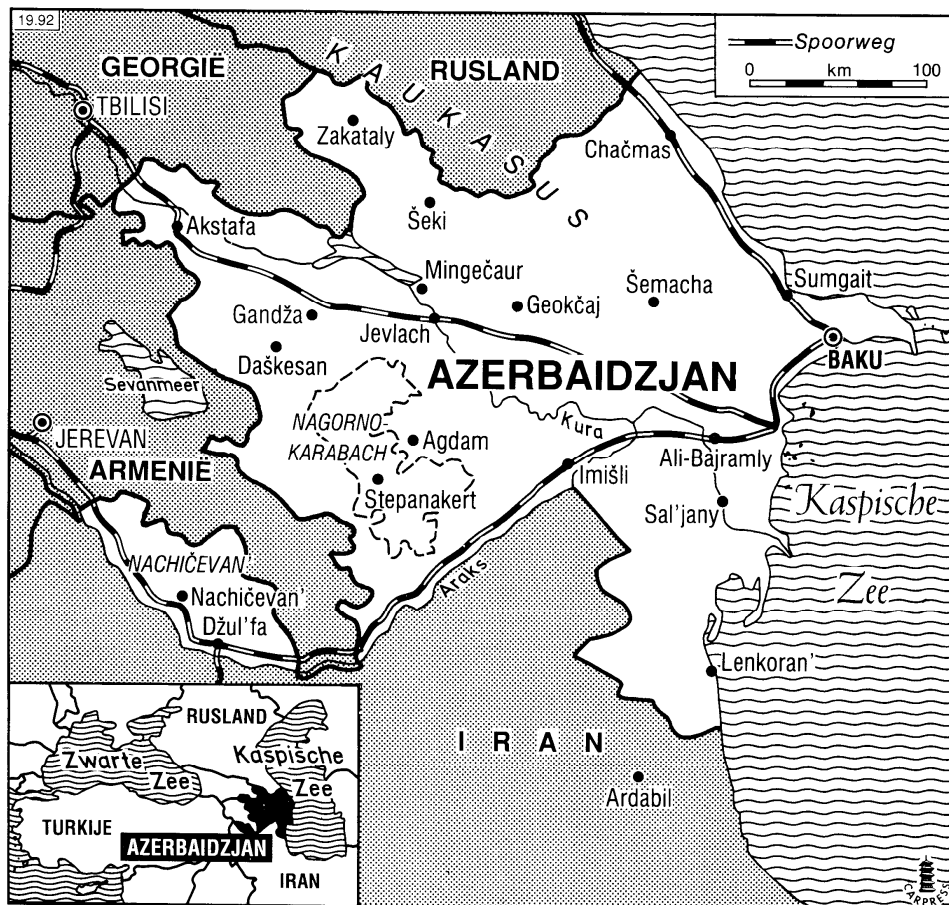 19.92
GEORGIË
RUSLAND
KAUKASUS
Spoorweg
0 km 100
TBILISI
Zakataly
Chačmas
Šeki
Akstafa
Mingečaur
Geokčaj
Šemacha
Sumgait
Gandža
Jevlach
BAKU
Daškesan
AZERBAIDZJAN
Sevanmeer
NAGORNO-
KARABACH
Kura
JEREVAN
Agdam
Ali-Bajramly
ARMENIË
Imišli
Stepanakert
Sal'jany
Kaspische
Zee
NACHIČEVAN
Araks
Nachičevan'
Džul'fa
Lenkoran'
IRAN
Ardabil
RUSLAND
Zwarte
Zee
Kaspische
Zee
TURKIJE
AZERBAIDZJAN
IRAN
CARPRESS